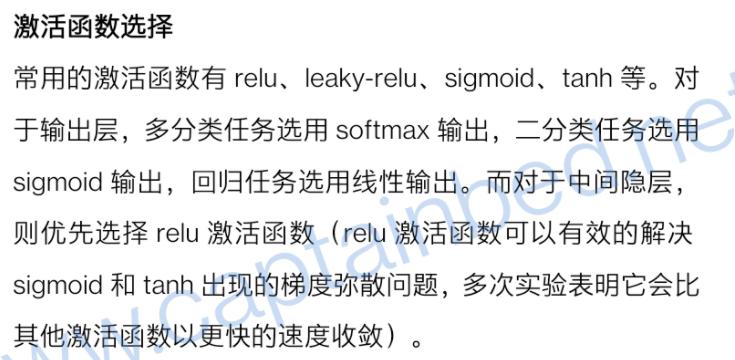 激活函数选择
常用的激活函数有 relu、leaky-relu、sigmoid、tanh 等。对
于输出层，多分类任务选用 softmax 输出，二分类任务选用
sigmoid 输出，回归任务选用线性输出。而对于中间隐层，
则优先选择 relu 激活函数（relu 激活函数可以有效的解决
sigmoid 和 tanh 出现的梯度弥散问题，多次实验表明它会比
其他激活函数以更快的速度收敛）。
www.captainbed.net